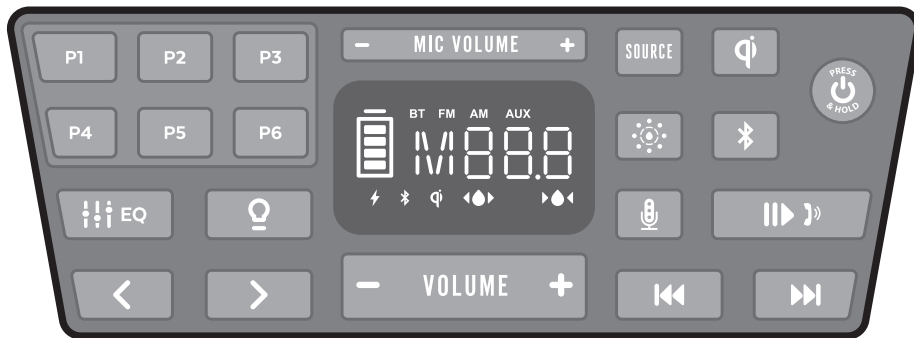 P1 P2 P3
P4 P5 P6
EQ
- MIC VOLUME +
BT FM AM AUX
M88.8
- VOLUME +
SOURCE
PRESS
& HOLD